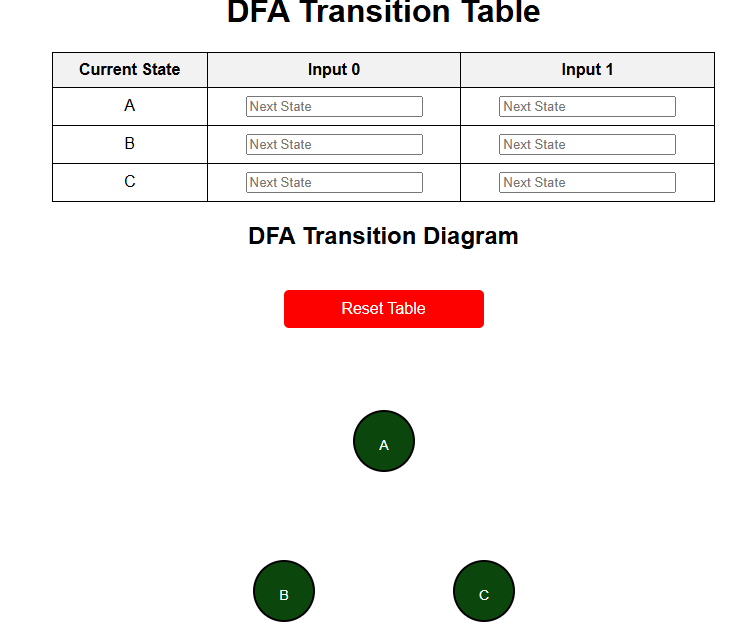 DFA Transition Table
Current State Input 0 Input 1
A Next State Next State
B Next State Next State
C Next State Next State
DFA Transition Diagram
Reset Table
A
B C